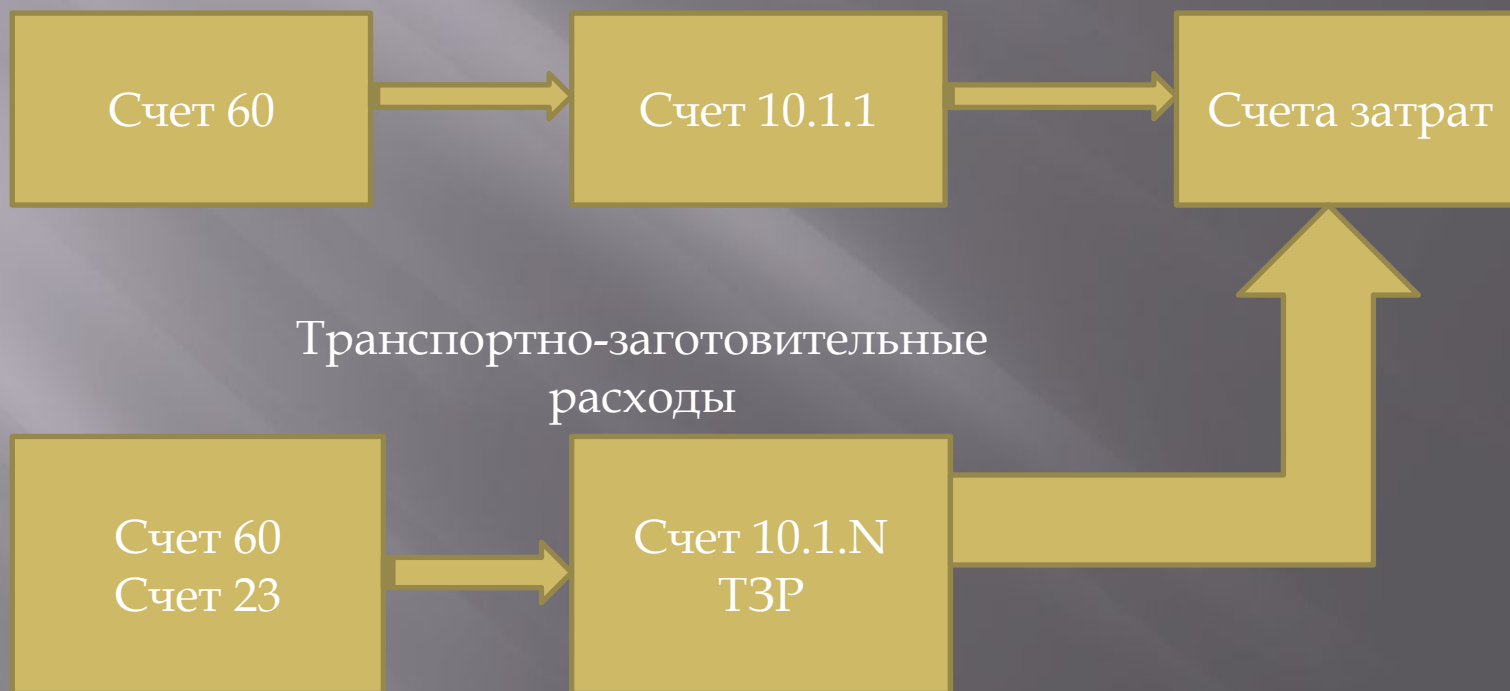 Счет 60
Счет 10.1.1
Счета затрат
Транспортно-заготовительные
расходы
Счет 60
Счет 23
Счет 10.1.N
ТЗР